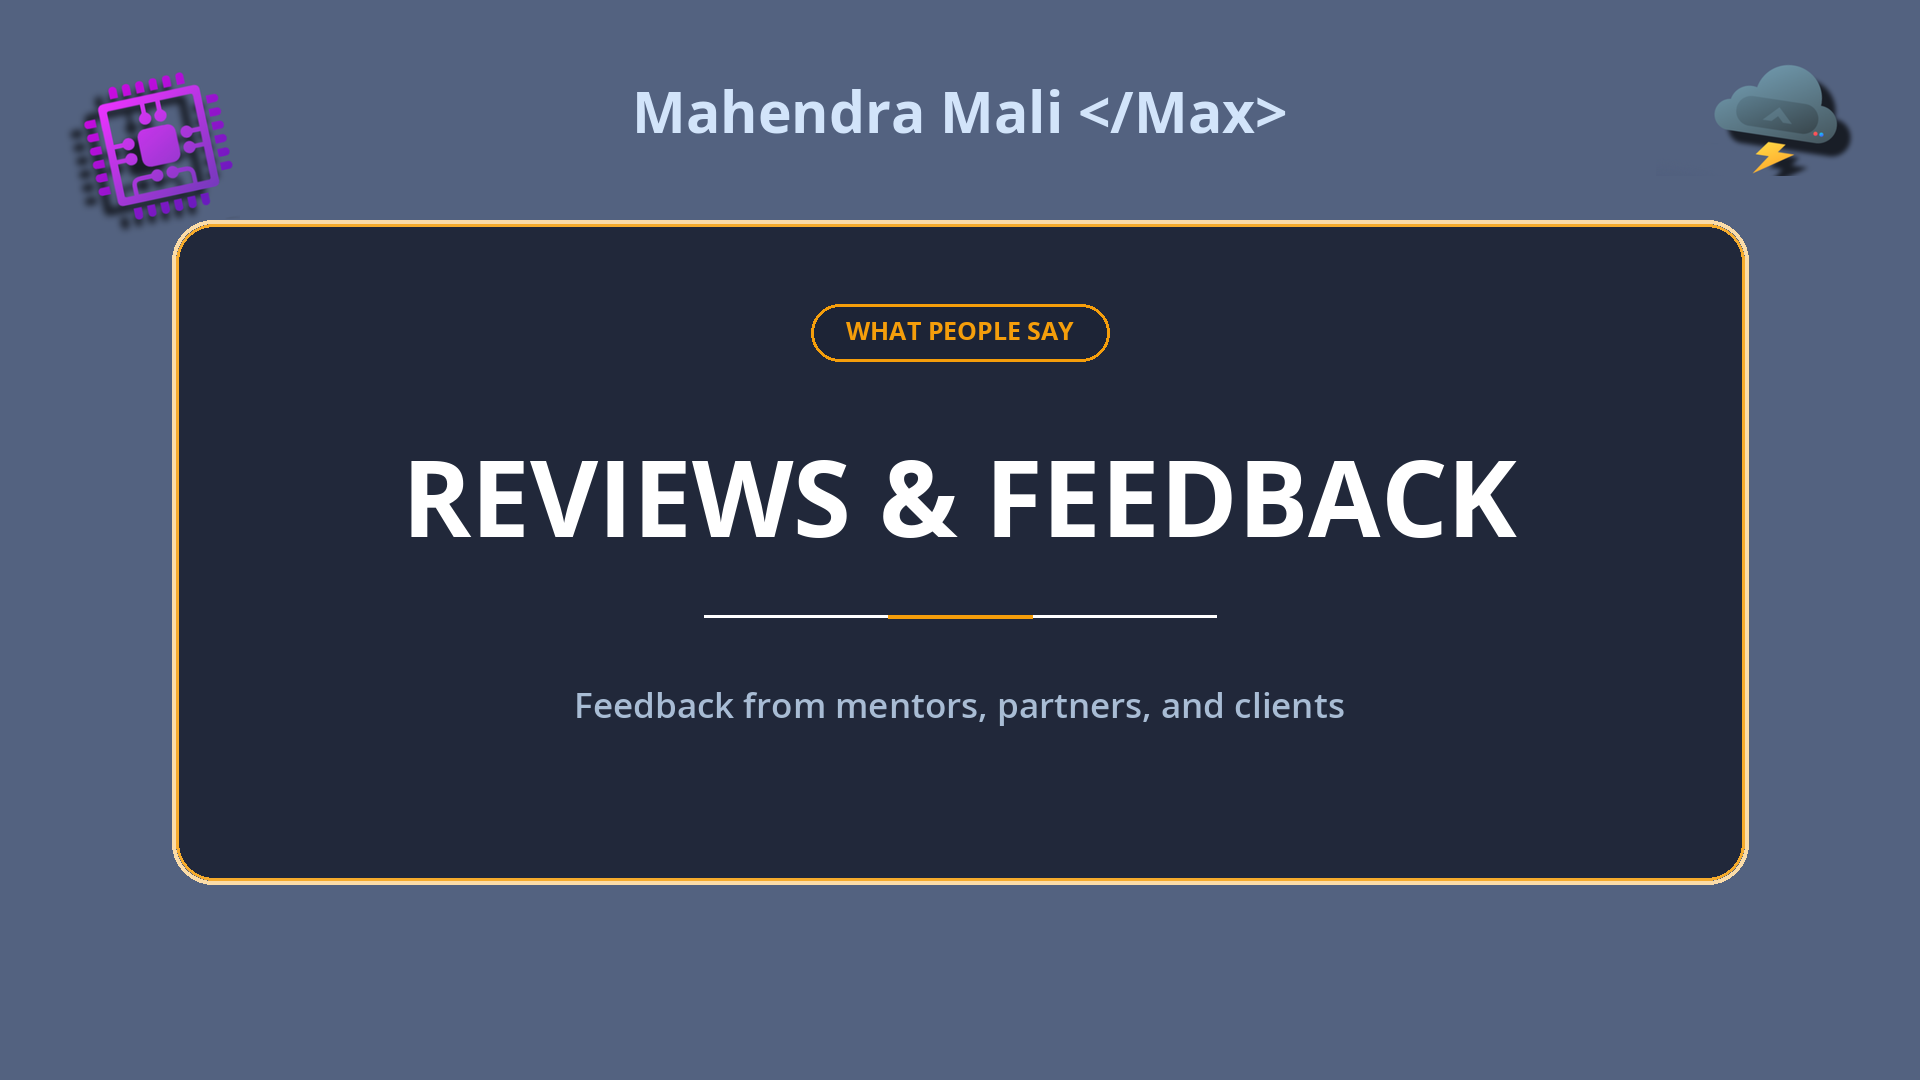 Mahendra Mali </Max>
WHAT PEOPLE SAY
REVIEWS & FEEDBACK
Feedback from mentors, partners, and clients